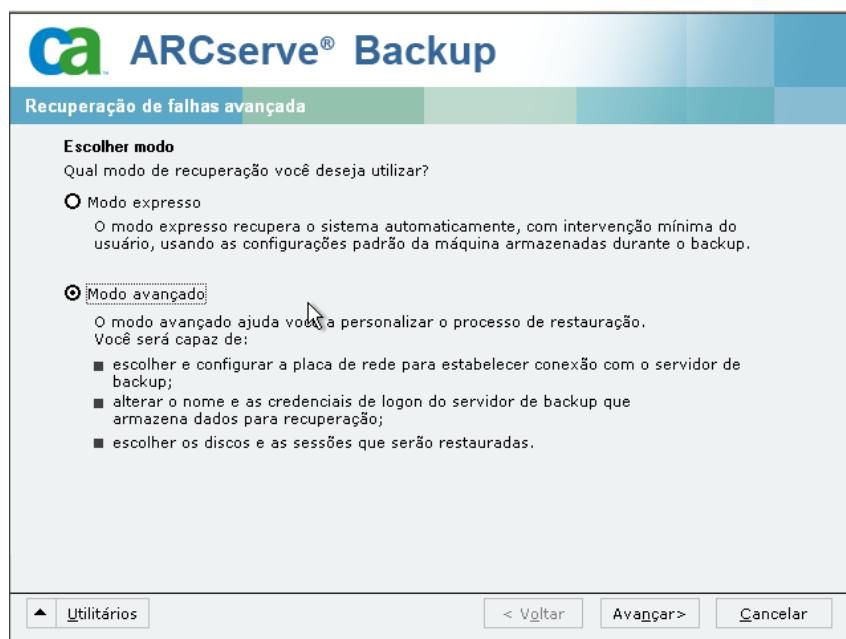 ca ARCserve® Backup
Recuperação de falhas avançada
Escolher modo
Qual modo de recuperação você deseja utilizar?
Modo expresso
O modo expresso recupera o sistema automaticamente, com intervenção mínima do
usuário, usando as configurações padrão da máquina armazenadas durante o backup.
Modo avançado
O modo avançado ajuda você a personalizar o processo de restauração.
Você será capaz de:
escolher e configurar a placa de rede para estabelecer conexão com o servidor de
backup;
alterar o nome e as credenciais de logon do servidor de backup que
armazena dados para recuperação;
escolher os discos e as sessões que serão restauradas.
Utilitários
< Voltar
Avançar>
Cancelar